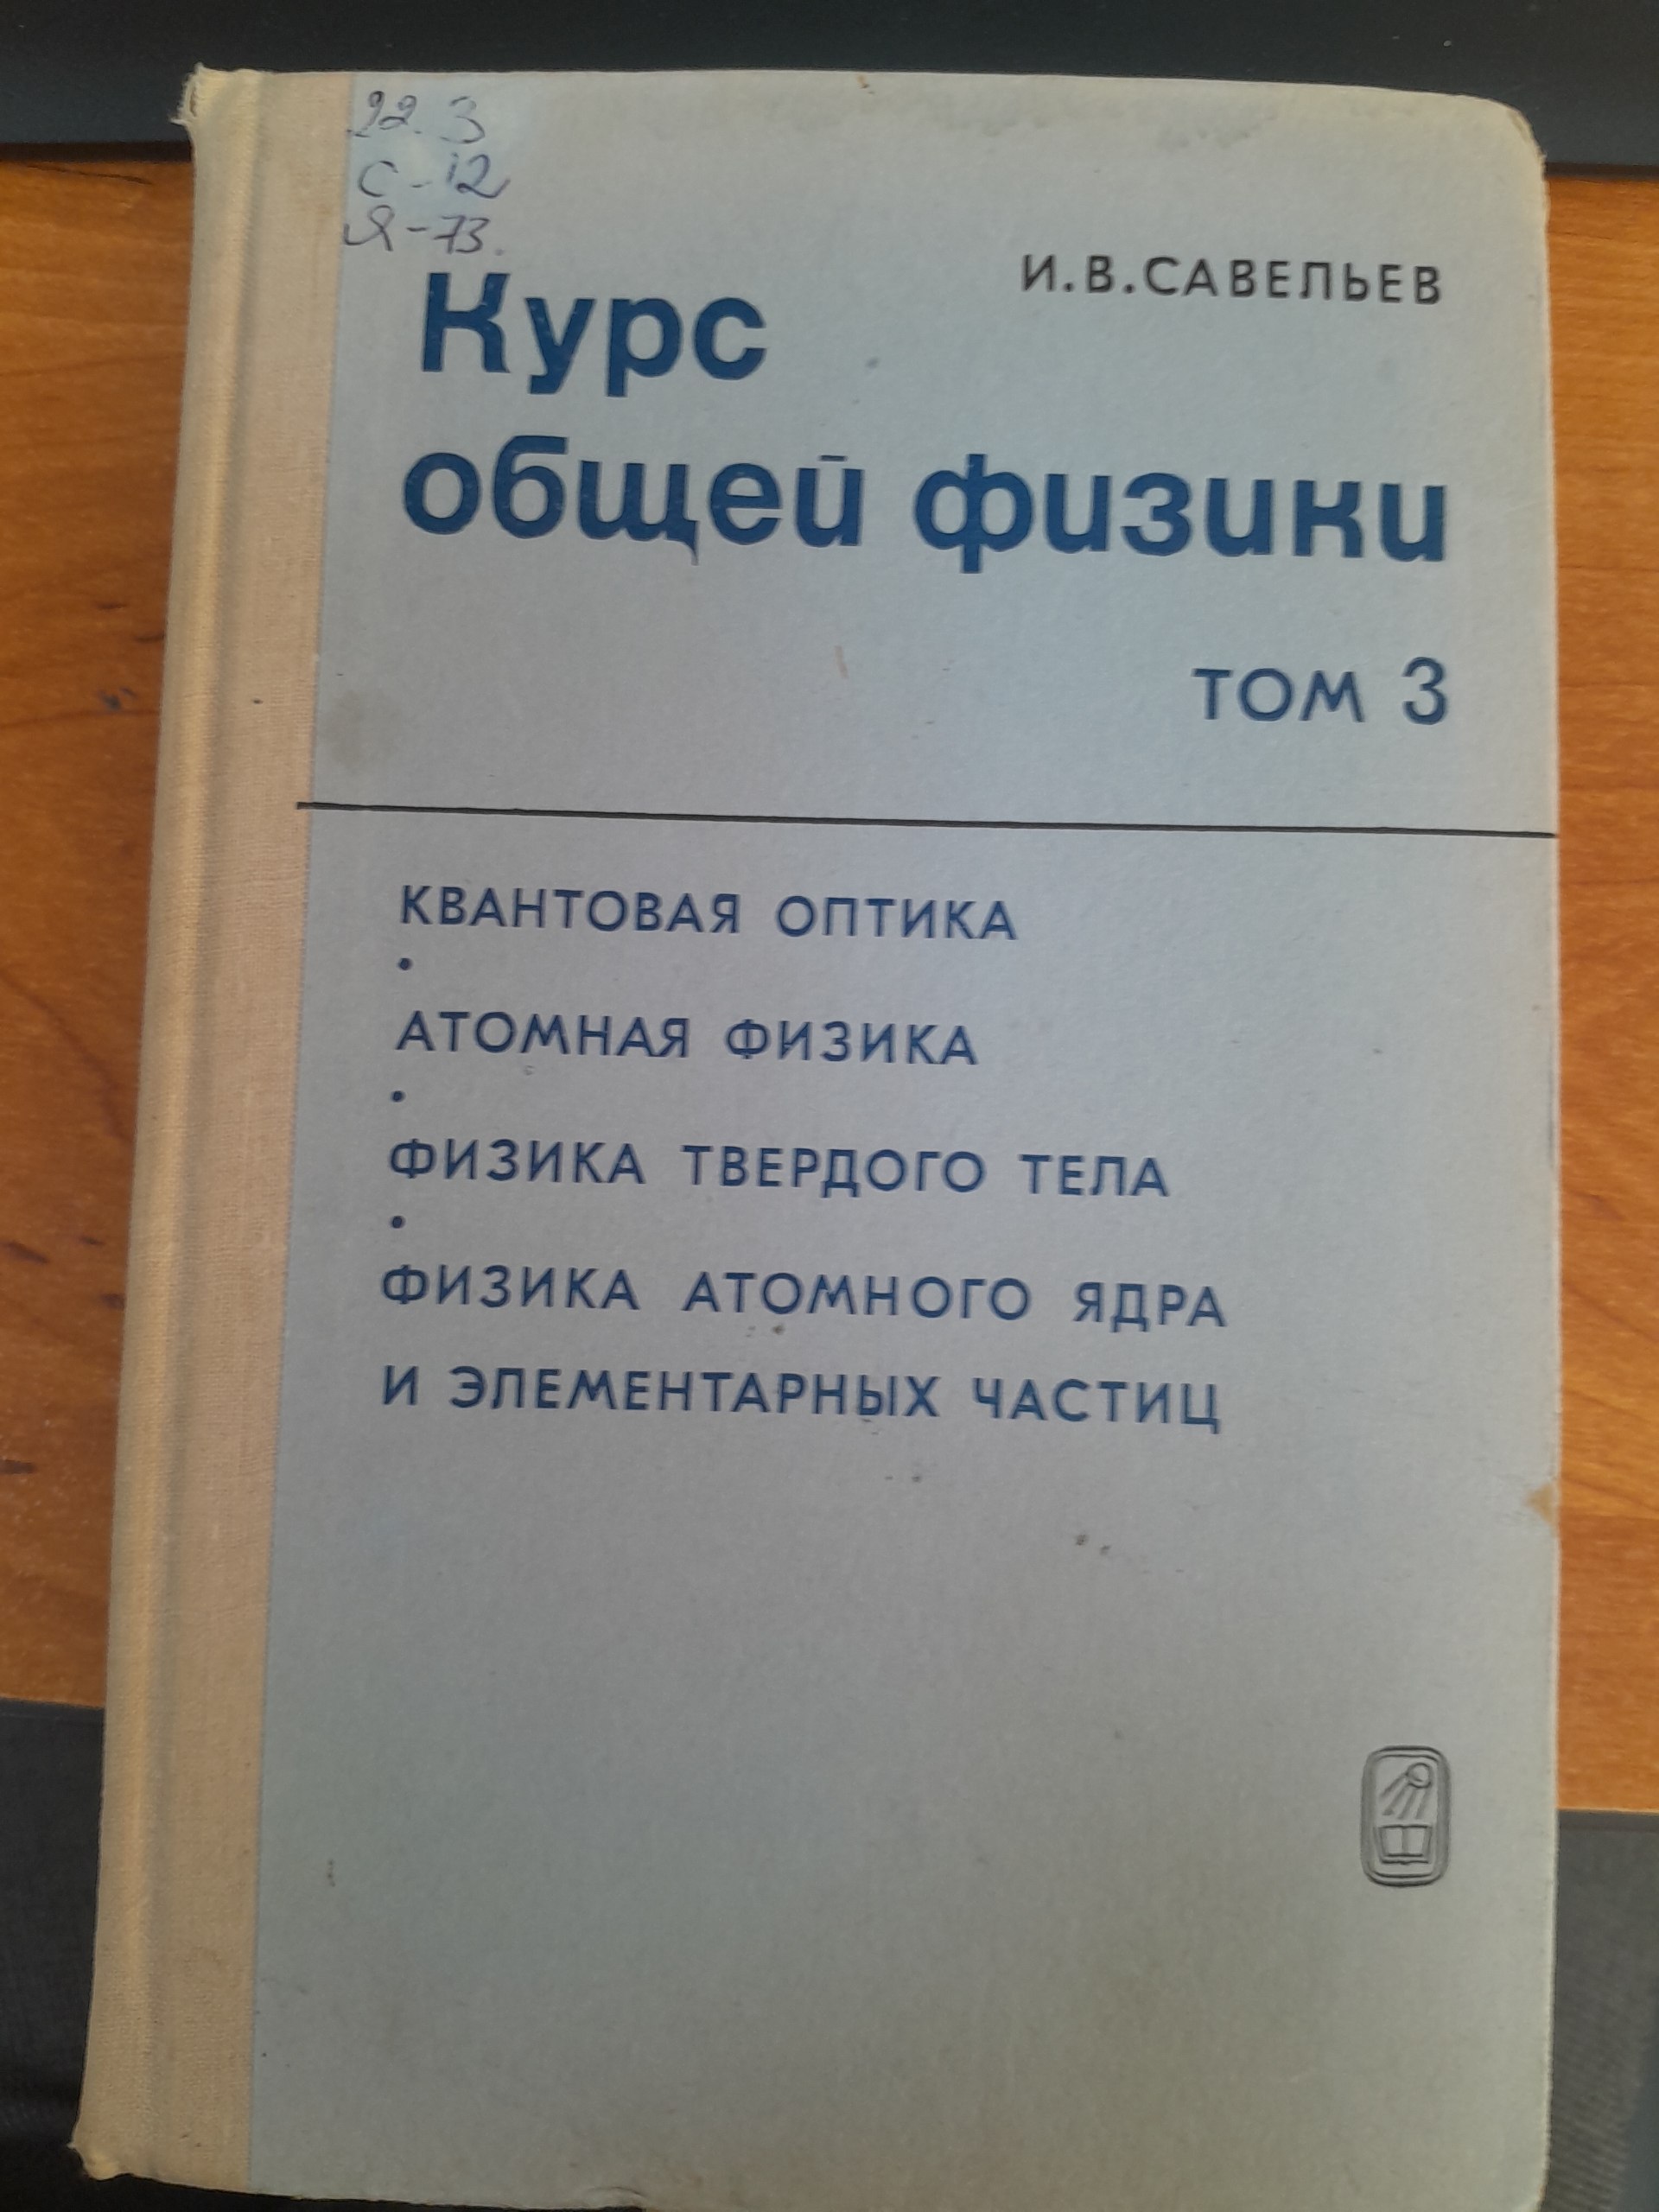 22.3
С-12
Я-73.
И.В.САВЕЛЬЕВ
Курс
общей физики
ТОМ 3
КВАНТОВАЯ ОПТИКА
•
АТОМНАЯ ФИЗИКА
•
ФИЗИКА ТВЕРДОГО ТЕЛА
•
ФИЗИКА АТОМНОГО ЯДРА
И ЭЛЕМЕНТАРНЫХ ЧАСТИЦ